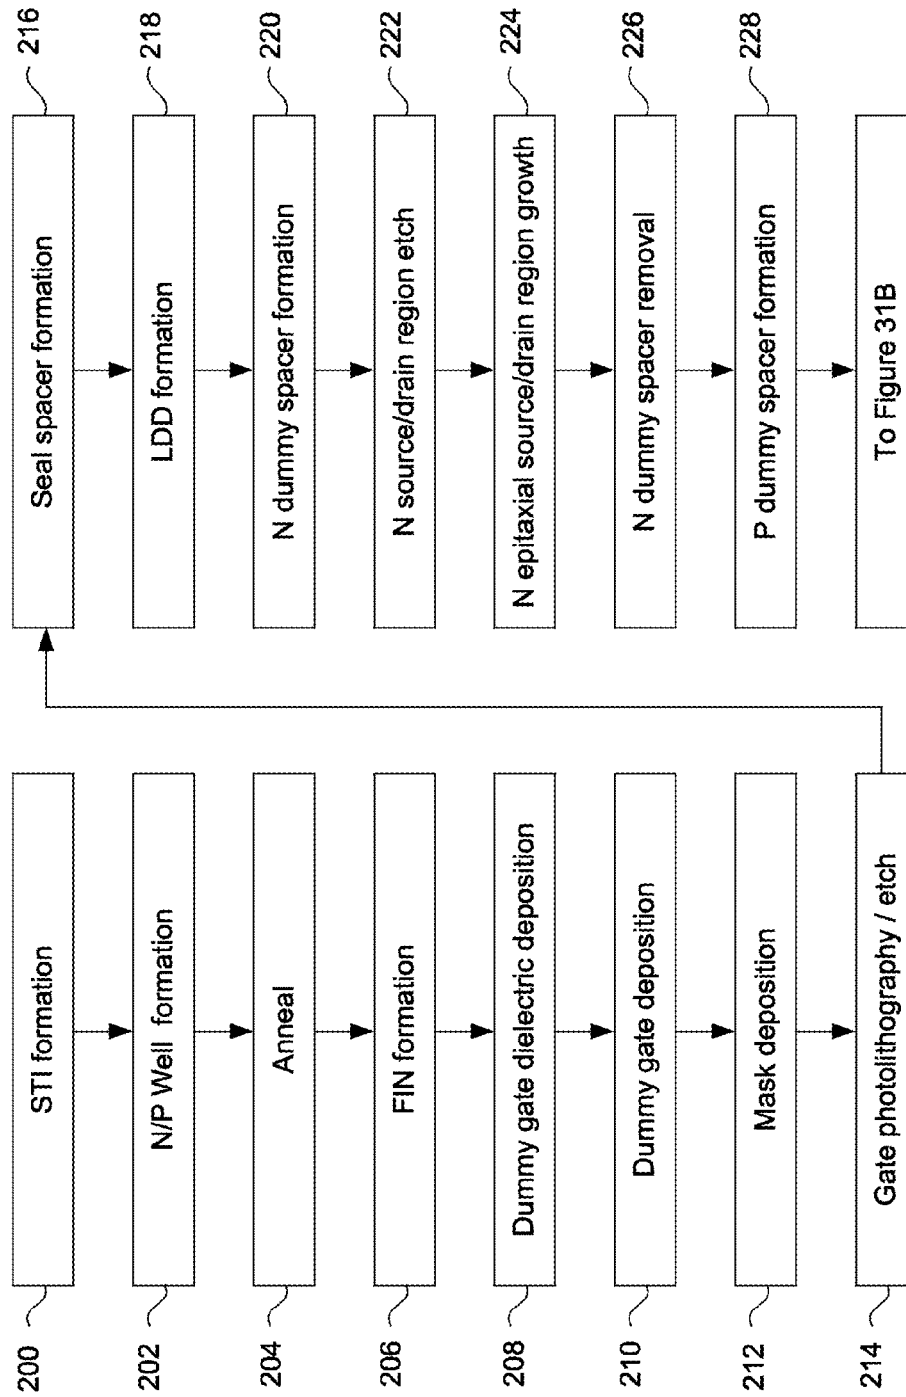 200
STI formation
202
N/P Well formation
204
Anneal
206
FIN formation
208
Dummy gate dielectric deposition
210
Dummy gate deposition
212
Mask deposition
214
Gate photolithography / etch
Seal spacer formation
216
LDD formation
218
N dummy spacer formation
220
N source/drain region etch
222
N epitaxial source/drain region growth
224
N dummy spacer removal
226
P dummy spacer formation
228
To Figure 31B